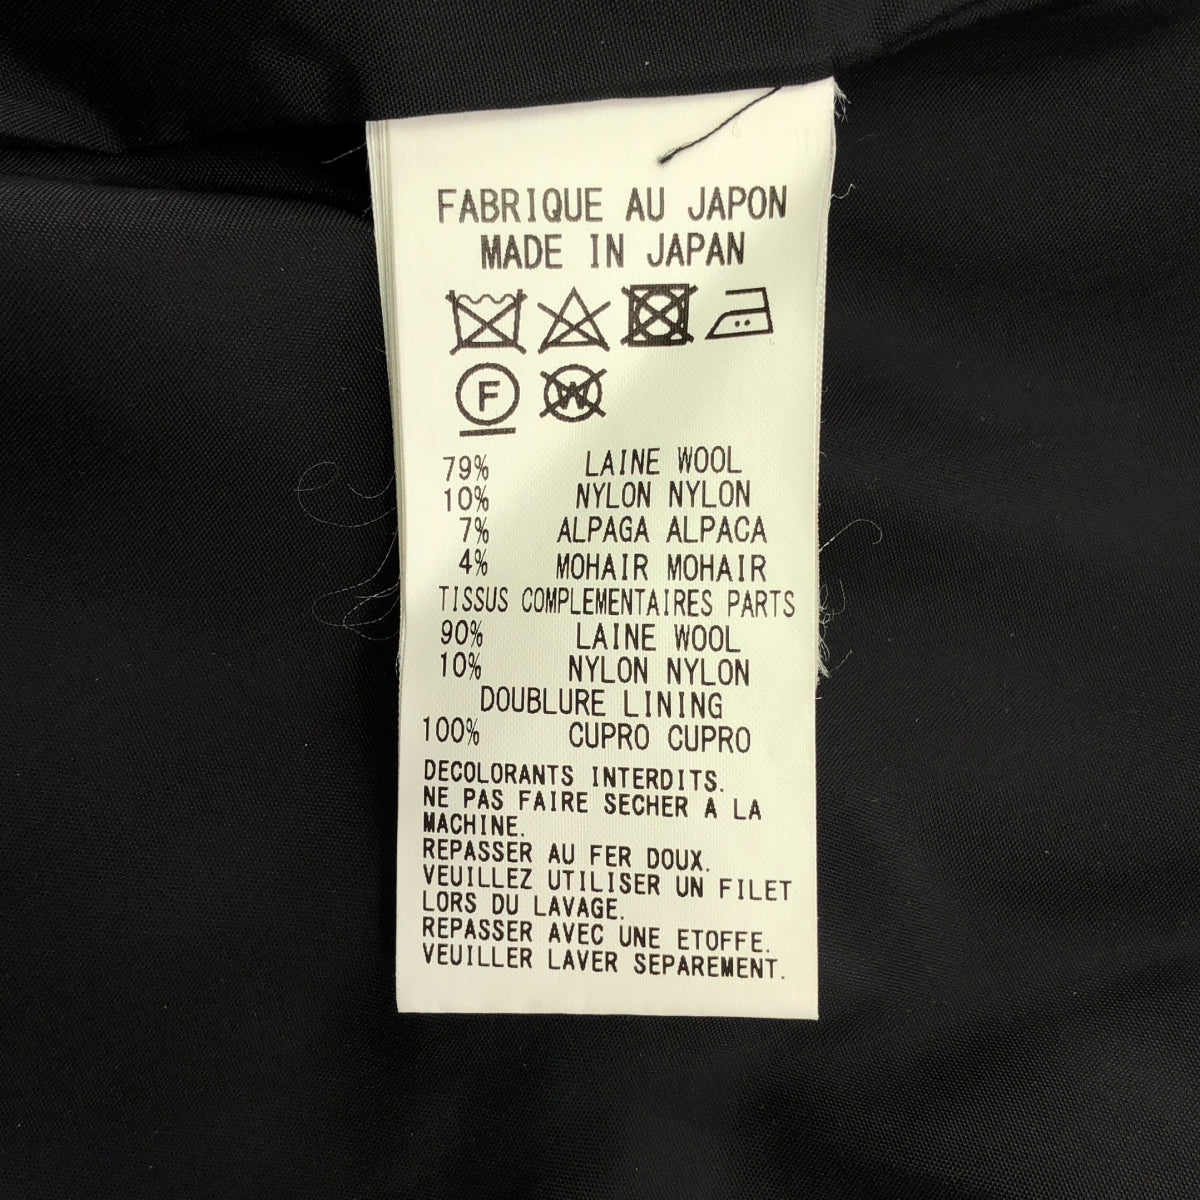 FABRIQUE AU JAPON
MADE IN JAPAN
F W
79% LAINE WOOL
10% NYLON NYLON
7% ALPAGA ALPACA
4% MOHAIR MOHAIR
TISSUS COMPLEMENTAIRES PARTS
90% LAINE WOOL
10% NYLON NYLON
DOUBLURE LINING
100% CUPRO CUPRO
DECOLORANTS INTERDITS.
NE PAS FAIRE SECHER A LA
MACHINE.
REPASSER AU FER DOUX.
VEUILLEZ UTILISER UN FILET
LORS DU LAVAGE.
REPASSER AVEC UNE ETOFFE.
VEUILLER LAVER SEPAREMENT.